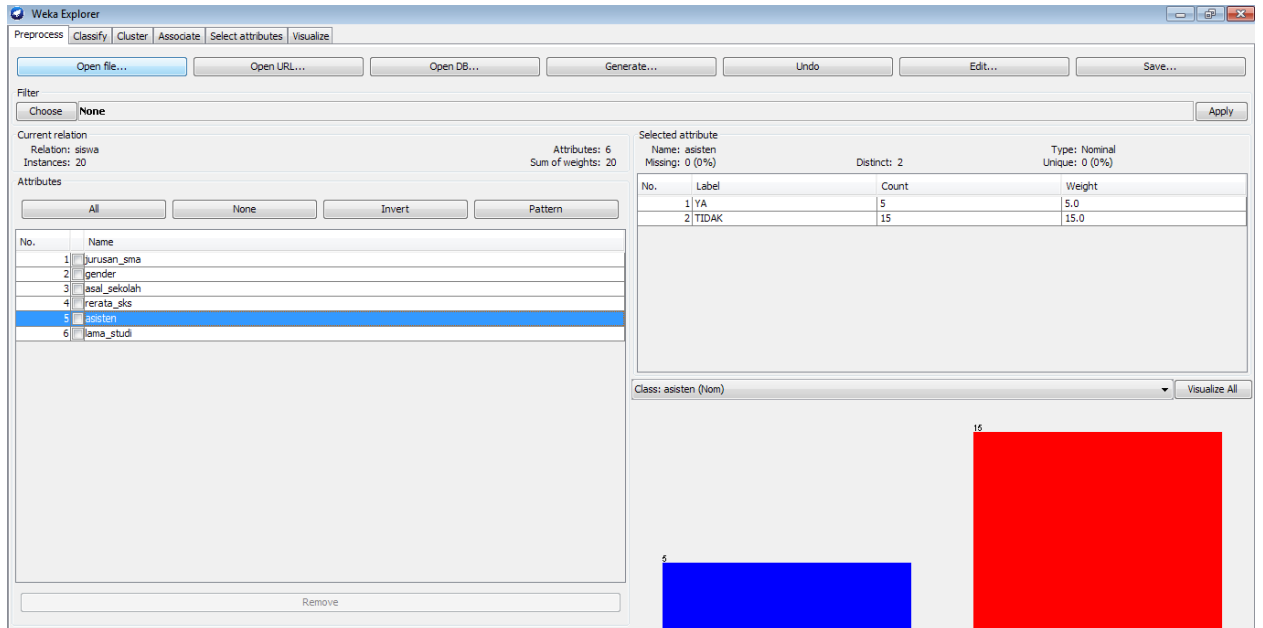 Weka Explorer
Preprocess Classify Cluster Associate Select attributes Visualize
Open file... Open URL... Open DB... Generate... Undo Edit... Save...
Filter
Choose None Apply
Current relation
Relation: siswa Attributes: 6
Instances: 20 Sum of weights: 20
Attributes
All None Invert Pattern
No. Name
1 jurusan_sma
2 gender
3 asal_sekolah
4 rerata_sks
5 asisten
6 lama_studi
Remove
Selected attribute
Name: asisten Type: Nominal
Missing: 0 (0%) Distinct: 2 Unique: 0 (0%)
No. Label Count Weight
1 YA 5 5.0
2 TIDAK 15 15.0
Class: asisten (Nom) Visualize All
15
5